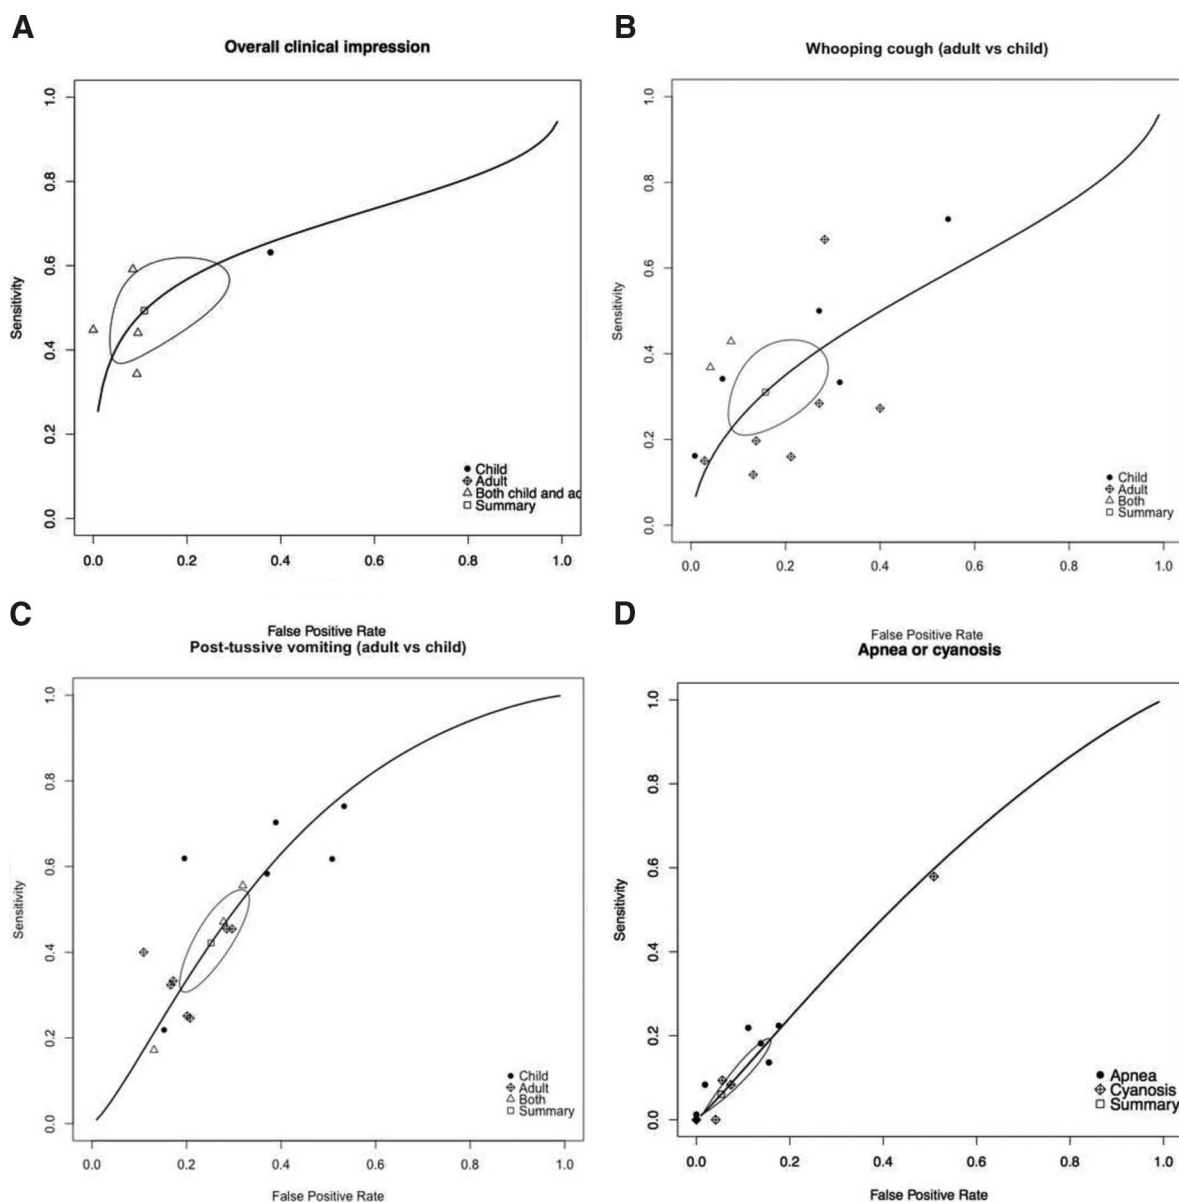 A
Overall clinical impression
Sensitivity
1.0
0.8
0.6
0.4
0.2
0.0
Child
Adult
Both child and ad
Summary
0.0 0.2 0.4 0.6 0.8 1.0
False Positive Rate
B
Whooping cough (adult vs child)
Sensitivity
1.0
0.8
0.6
0.4
0.2
0.0
Child
Adult
Both
Summary
0.0 0.2 0.4 0.6 0.8 1.0
False Positive Rate
C
Post-tussive vomiting (adult vs child)
Sensitivity
1.0
0.8
0.6
0.4
0.2
0.0
Child
Adult
Both
Summary
0.0 0.2 0.4 0.6 0.8 1.0
False Positive Rate
D
Apnea or cyanosis
Sensitivity
1.0
0.8
0.6
0.4
0.2
0.0
Apnea
Cyanosis
Summary
0.0 0.2 0.4 0.6 0.8 1.0
False Positive Rate